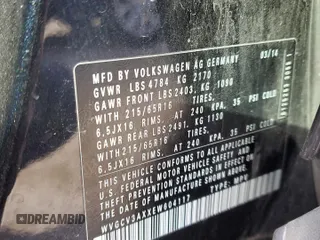 MFD. BY VOLKSWAGEN AG GERMANY 03/14
GVWR LBS 4784 KG 2170
GAWR FRONT LBS 2403. KG 1090
WITH 215/65R16 TIRES.
6.5JX16 RIMS. AT 240 KPA. 35 PSI COLD
GAWR REAR LBS 2491. KG 1130
WITH 215/65R16 TIRES.
6.5JX16 RIMS. AT 240 KPA. 35 PSI COLD
THIS VEHICLE CONFORMS TO ALL APPLICABLE
FEDERAL MOTOR VEHICLE SAFETY AND
THEFT PREVENTION STANDARDS IN EFFECT ON
THE DATE OF MANUFACTURE SHOWN ABOVE.
WVGCV3AXXEW604117 TYPE: MPV
DREAMBID